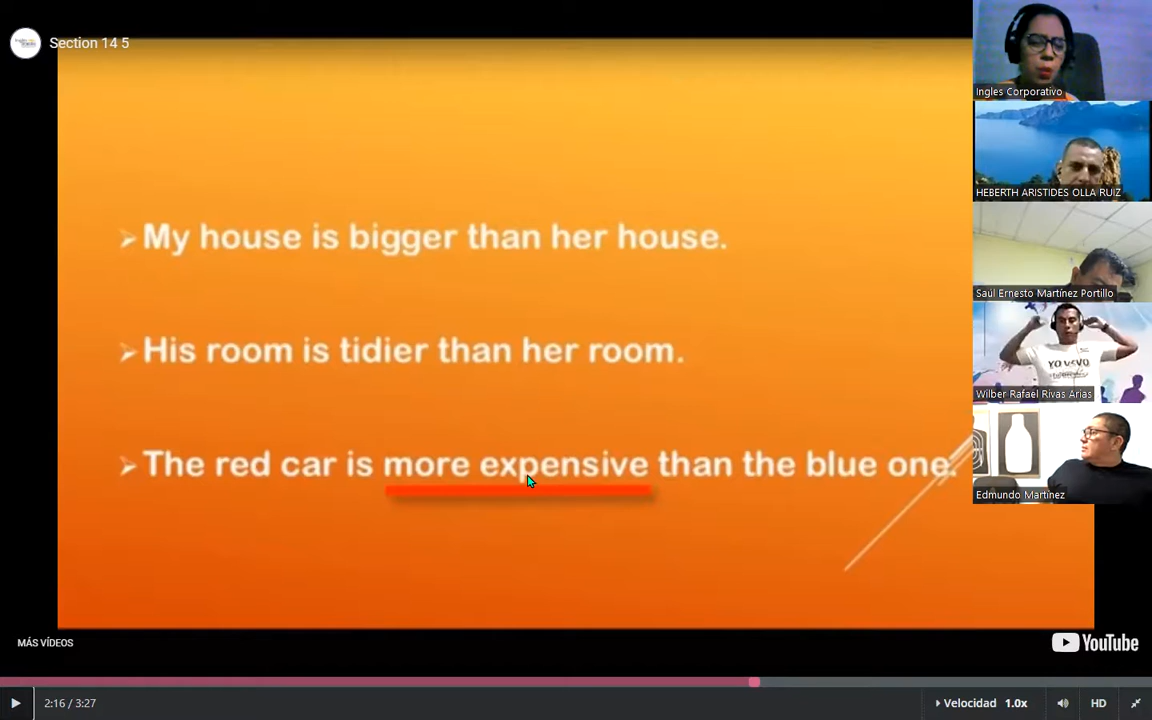 Section 14 5
My house is bigger than her house.
His room is tidier than her room.
The red car is more expensive than the blue one.
Ingles Corporativo
HEBERTH ARISTIDES OLLA RUIZ
Saúl Ernesto Martínez Portillo
YO VEVO
Wilber Rafael Rivas Arias
Edmundo Martínez
MÁS VÍDEOS
YouTube
2:16 / 3:27
Velocidad 1.0x
HD